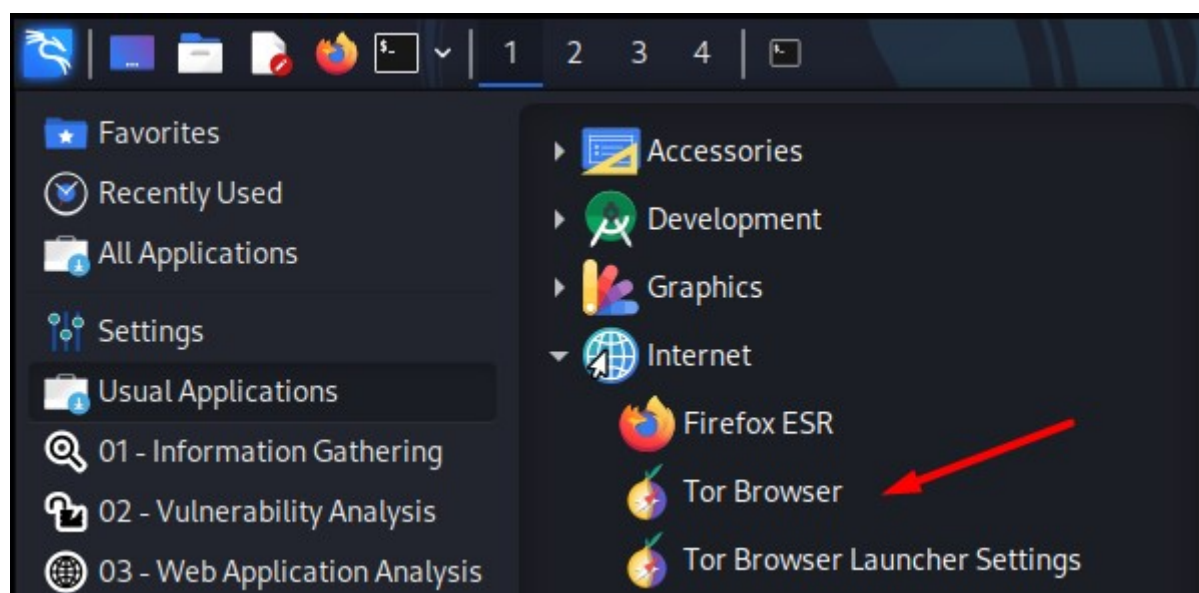 1 2 3 4
Favorites
Recently Used
All Applications
Settings
Usual Applications
01 - Information Gathering
02 - Vulnerability Analysis
03 - Web Application Analysis
Accessories
Development
Graphics
Internet
Firefox ESR
Tor Browser
Tor Browser Launcher Settings